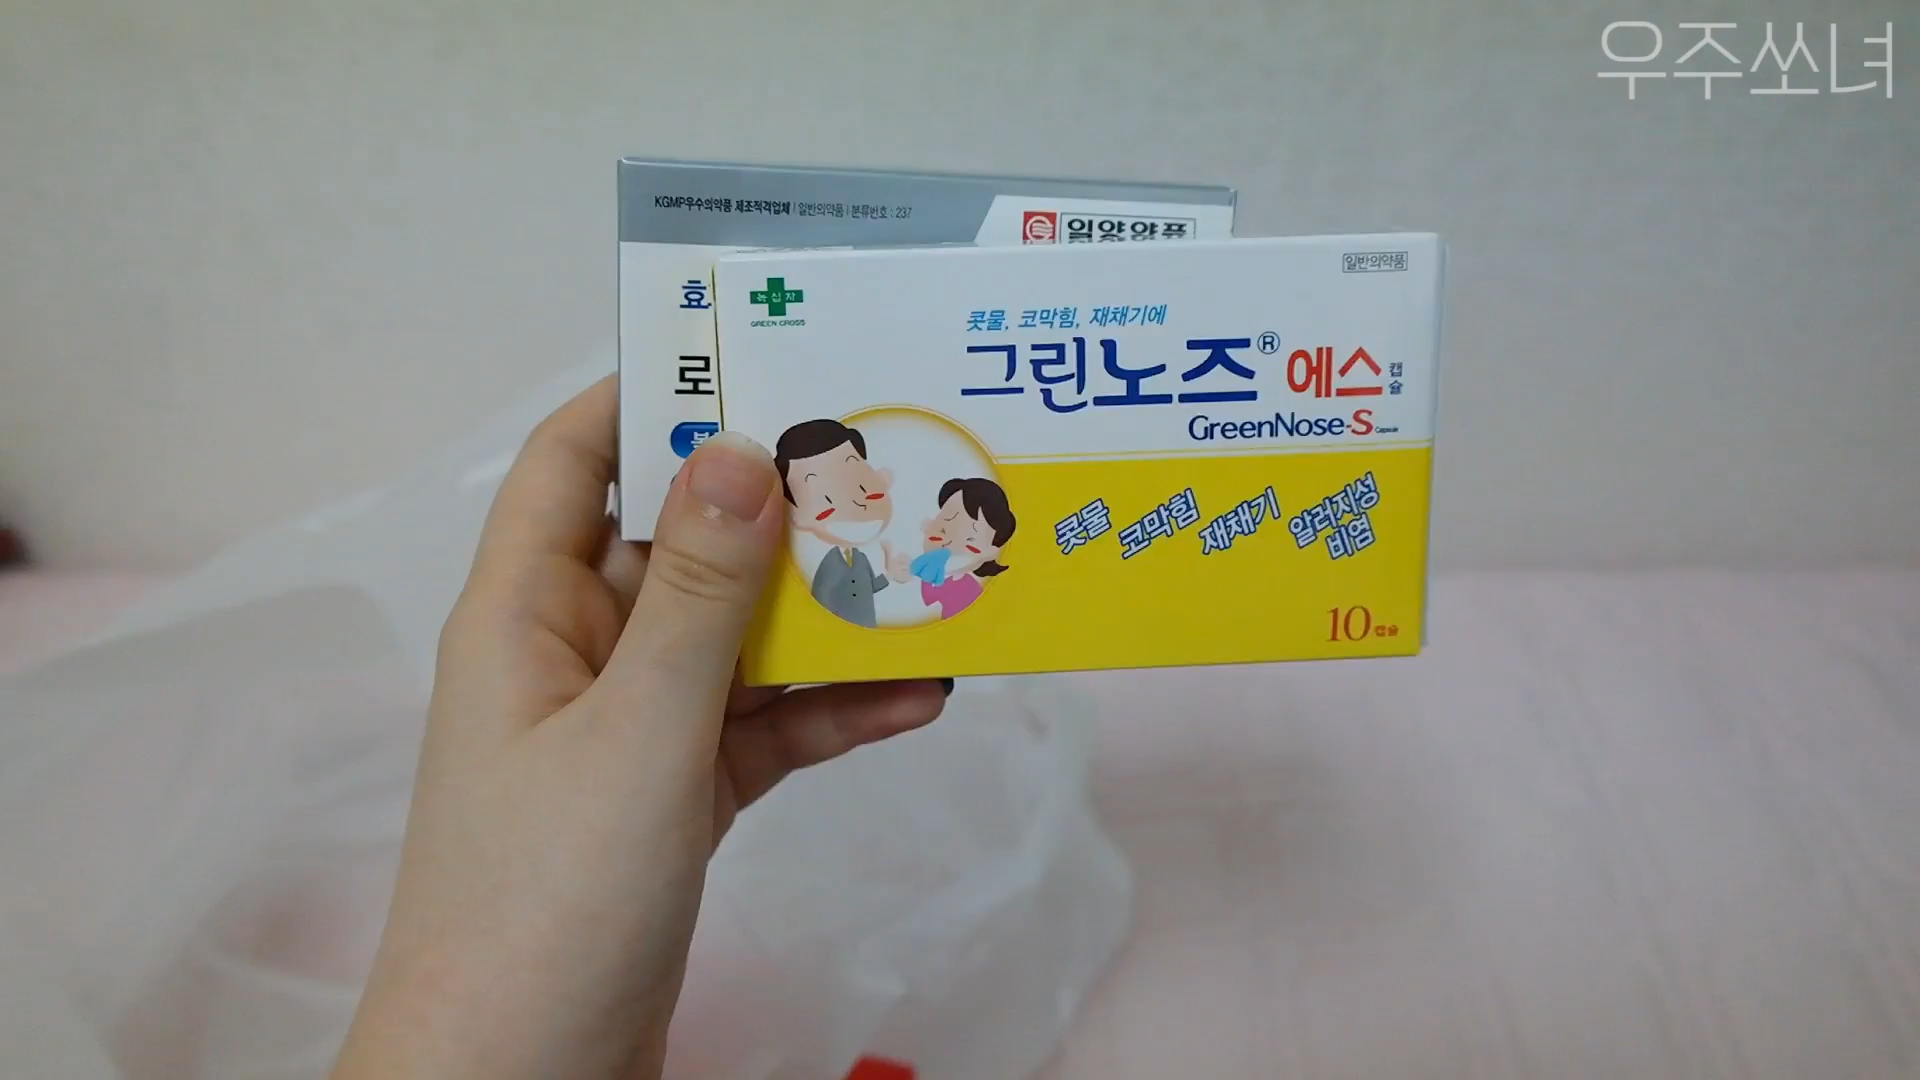 우주쏘녀
KGMP우수의약품 제조적격업체 | 일반의약품 | 분류번호 : 237
일양약품
효
로
녹십자
GREEN CROSS
일반의약품
콧물, 코막힘, 재채기에
그린노즈® 에스 캡슐
GreenNose-S Capsule
콧물 코막힘 재채기 알러지성 비염
10캡슐